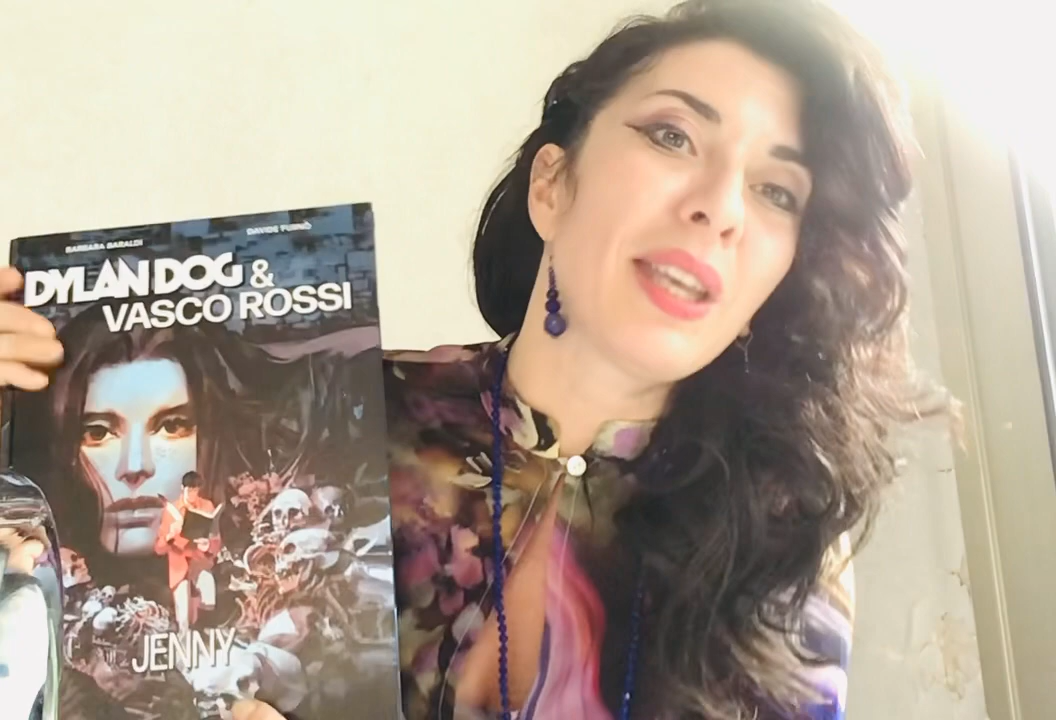 BARBARA BARALDI
DAVIDE FURNÒ
DYLAN DOG &
VASCO ROSSI
JENNY